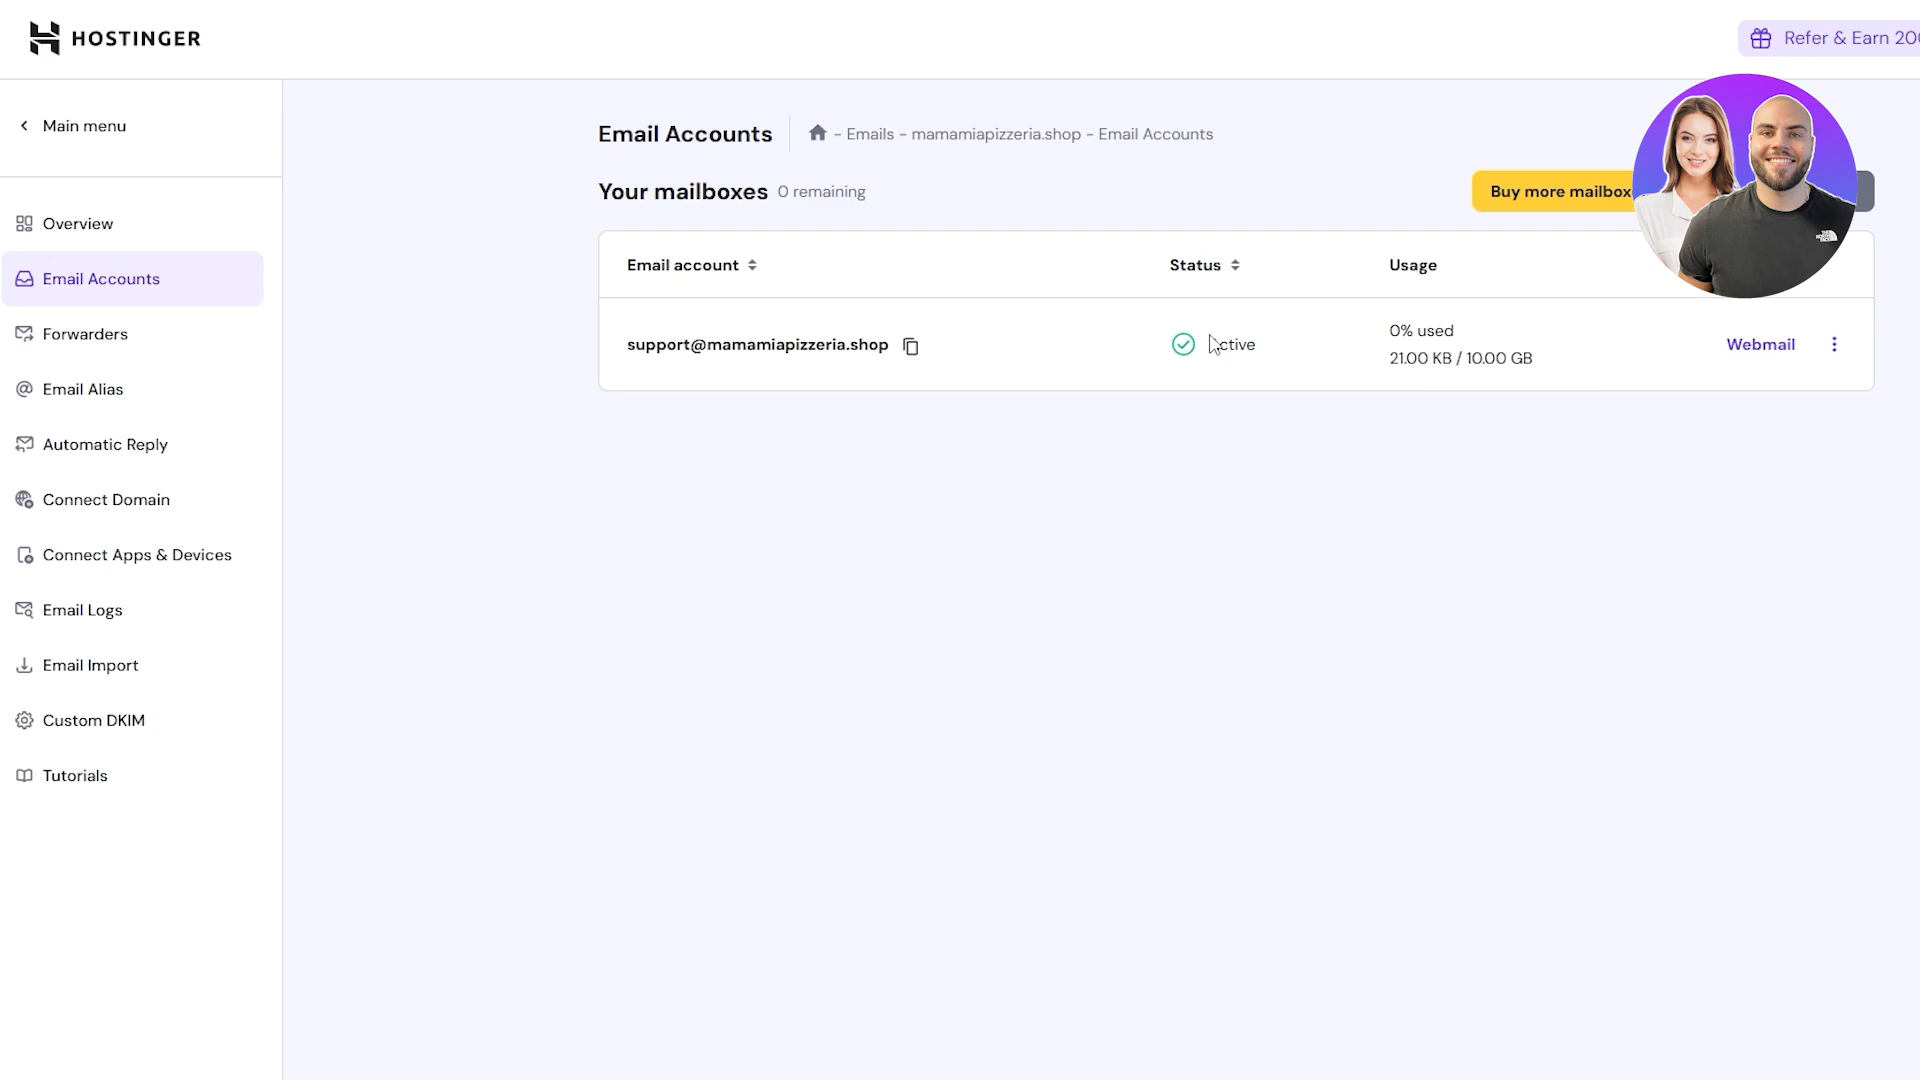 HOSTINGER
Refer & Earn
Main menu
Email Accounts
- Emails - mamamiapizzeria.shop - Email Accounts
Your mailboxes 0 remaining
Buy more mailbox
Overview
Email Accounts
Forwarders
Email Alias
Automatic Reply
Connect Domain
Connect Apps & Devices
Email Logs
Email Import
Custom DKIM
Tutorials
Email account
Status
Usage
support@mamamiapizzeria.shop
0% used
21.00 KB / 10.00 GB
Webmail